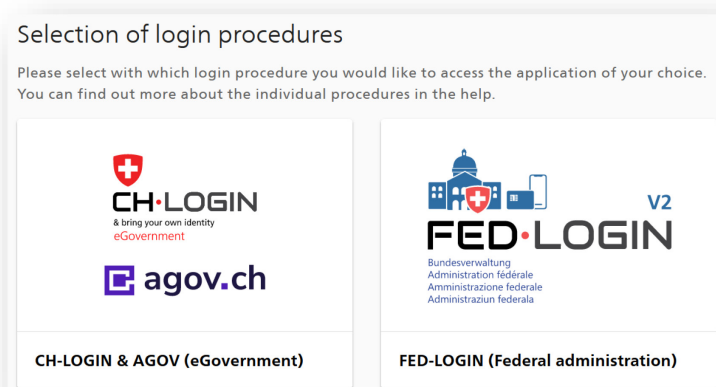 Selection of login procedures
Please select with which login procedure you would like to access the application of your choice.
You can find out more about the individual procedures in the help.
CH·LOGIN
& bring your own identity
eGovernment
agov.ch
CH-LOGIN & AGOV (eGovernment)
V2
FED·LOGIN
Bundesverwaltung
Administration fédérale
Amministrazione federale
Administraziun federala
FED-LOGIN (Federal administration)